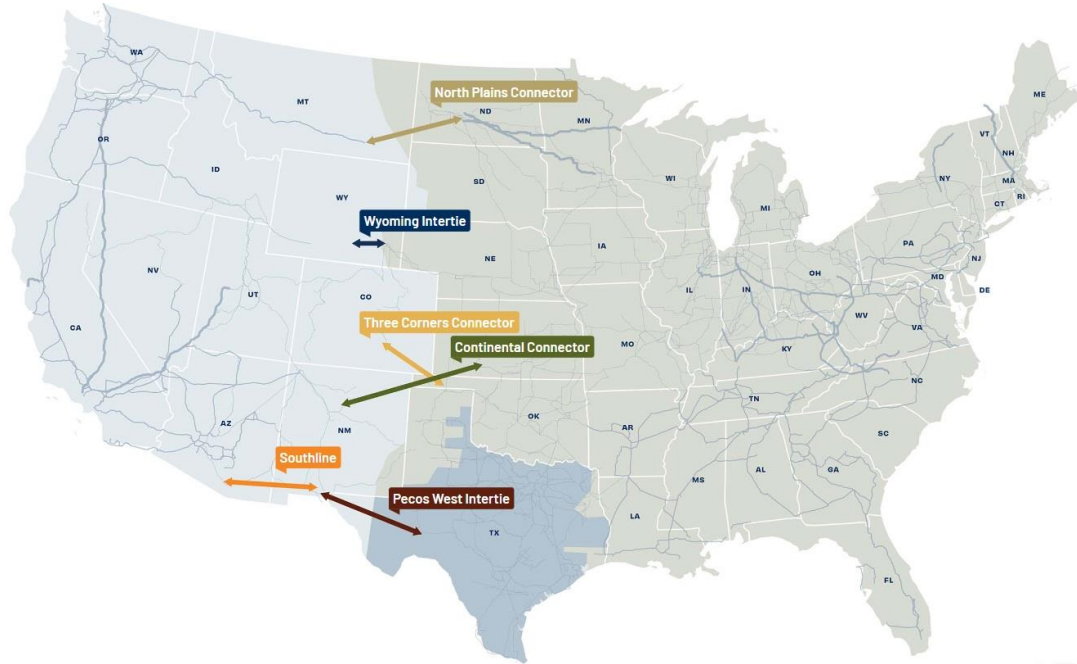 WA
MT
North Plains Connector
ND
MN
ME
VT
NH
OR
ID
WY
SD
WI
MI
NY
MA
CT
RI
Wyoming Intertie
NE
IA
PA
NJ
NV
UT
CO
IL
IN
OH
MD
DE
WV
VA
CA
Three Corners Connector
Continental Connector
MO
KY
NC
AZ
NM
OK
AR
TN
SC
Southline
Pecos West Intertie
MS
AL
GA
TX
LA
FL